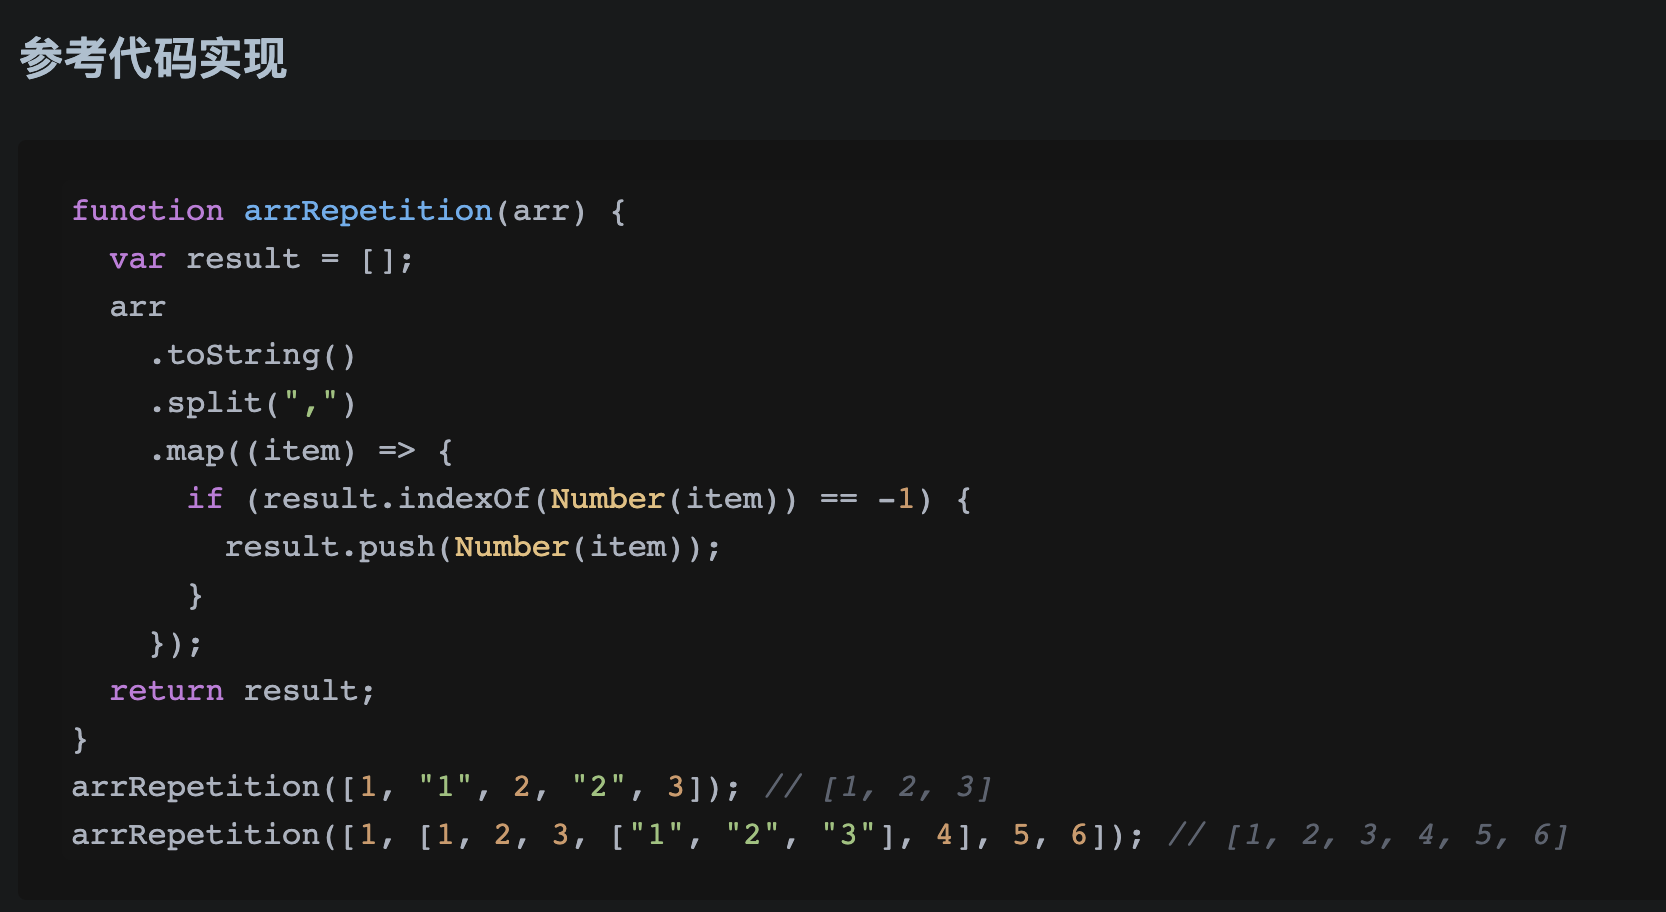 参考代码实现
function arrRepetition(arr) {
  var result = [];
  arr
    .toString()
    .split(",")
    .map((item) => {
      if (result.indexOf(Number(item)) == -1) {
        result.push(Number(item));
      }
    });
  return result;
}
arrRepetition([1, "1", 2, "2", 3]); // [1, 2, 3]
arrRepetition([1, [1, 2, 3, ["1", "2", "3"], 4], 5, 6]); // [1, 2, 3, 4, 5, 6]